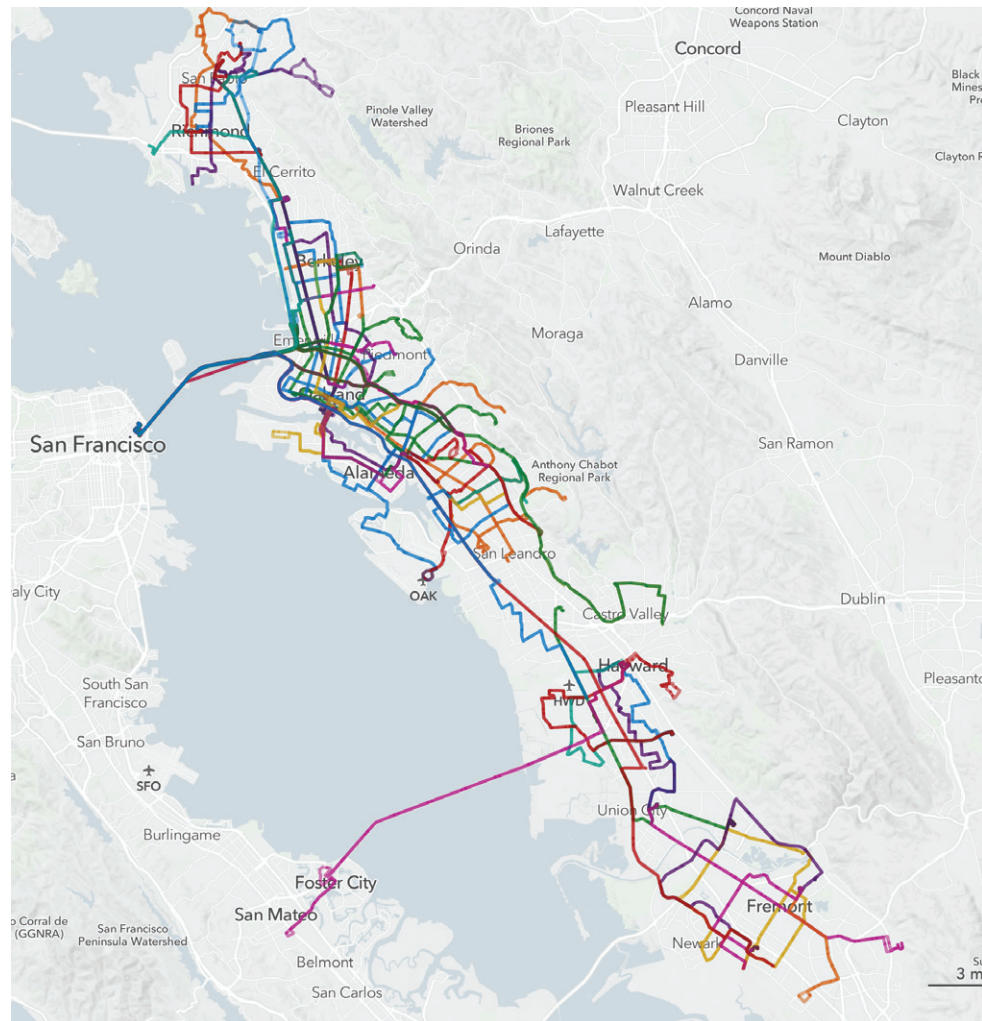 Concord Naval
Weapons Station
Concord
Black
Mines
Pr
San Pablo
Pinole Valley
Watershed
Pleasant Hill
Clayton
Richmond
Briones
Regional Park
Clayton R
El Cerrito
Walnut Creek
Lafayette
Orinda
Mount Diablo
Berkeley
Alamo
Emeryville
Moraga
Piedmont
Danville
Oakland
San Francisco
San Ramon
Alameda
Anthony Chabot
Regional Park
San Leandro
aly City
OAK
Castro Valley
Dublin
Hayward
South San
Francisco
HWD
Pleasanto
San Bruno
SFO
Union City
Burlingame
Foster City
San Mateo
Fremont
o Corral de
(GGNRA)
San Francisco
Peninsula Watershed
Newark
Belmont
Su
3 m
San Carlos